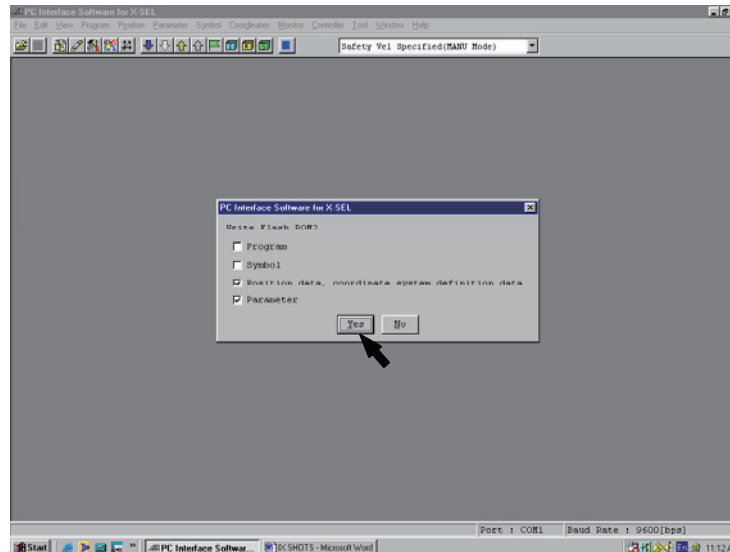 PC Interface Software for X-SEL
File Edit View Program Position Parameter Symbol Coordinates Monitor Controller Tool Window Help
Safety Vel Specified(MANU Mode)
PC Interface Software for X-SEL
Write Flash ROM?
Program
Symbol
Position data, coordinate system definition data
Parameter
Yes No
Port : COM1 Baud Rate : 9600[bps]
Start PC Interface Softwar... IX SHOTS - Microsoft Word 11:12